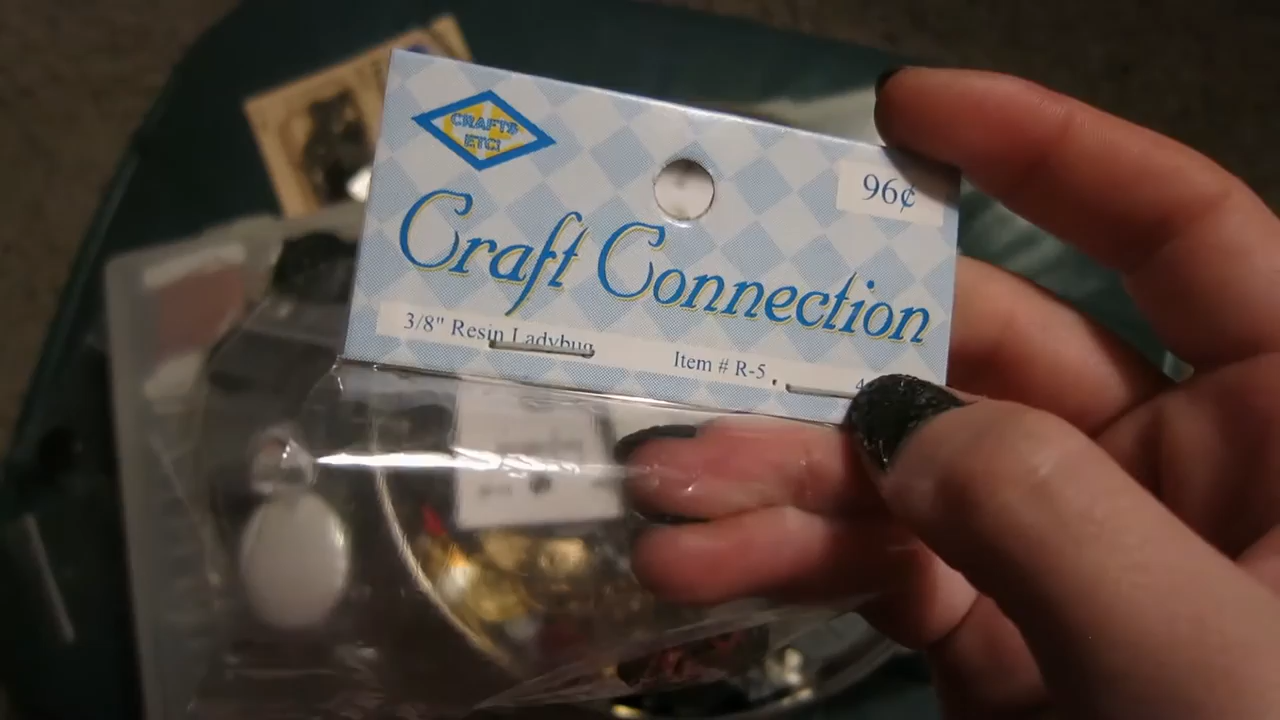 CRAFTS
ETC!
96¢
Craft Connection
3/8" Resin Ladybug
Item # R-5